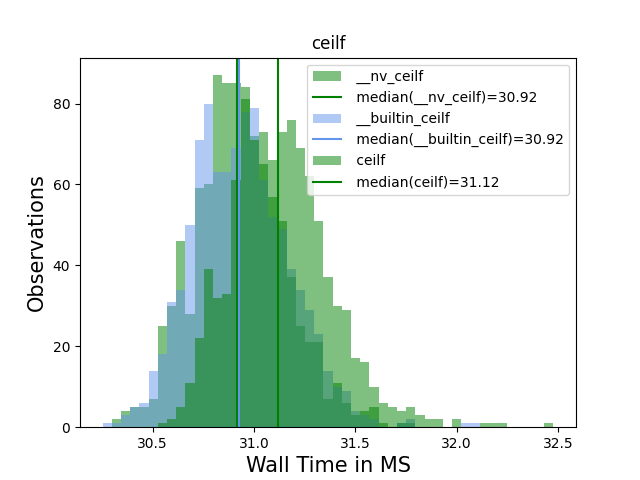 ceilf
__nv_ceilf
median(__nv_ceilf)=30.92
__builtin_ceilf
median(__builtin_ceilf)=30.92
ceilf
median(ceilf)=31.12
Observations
80
60
40
20
0
30.5 31.0 31.5 32.0 32.5
Wall Time in MS